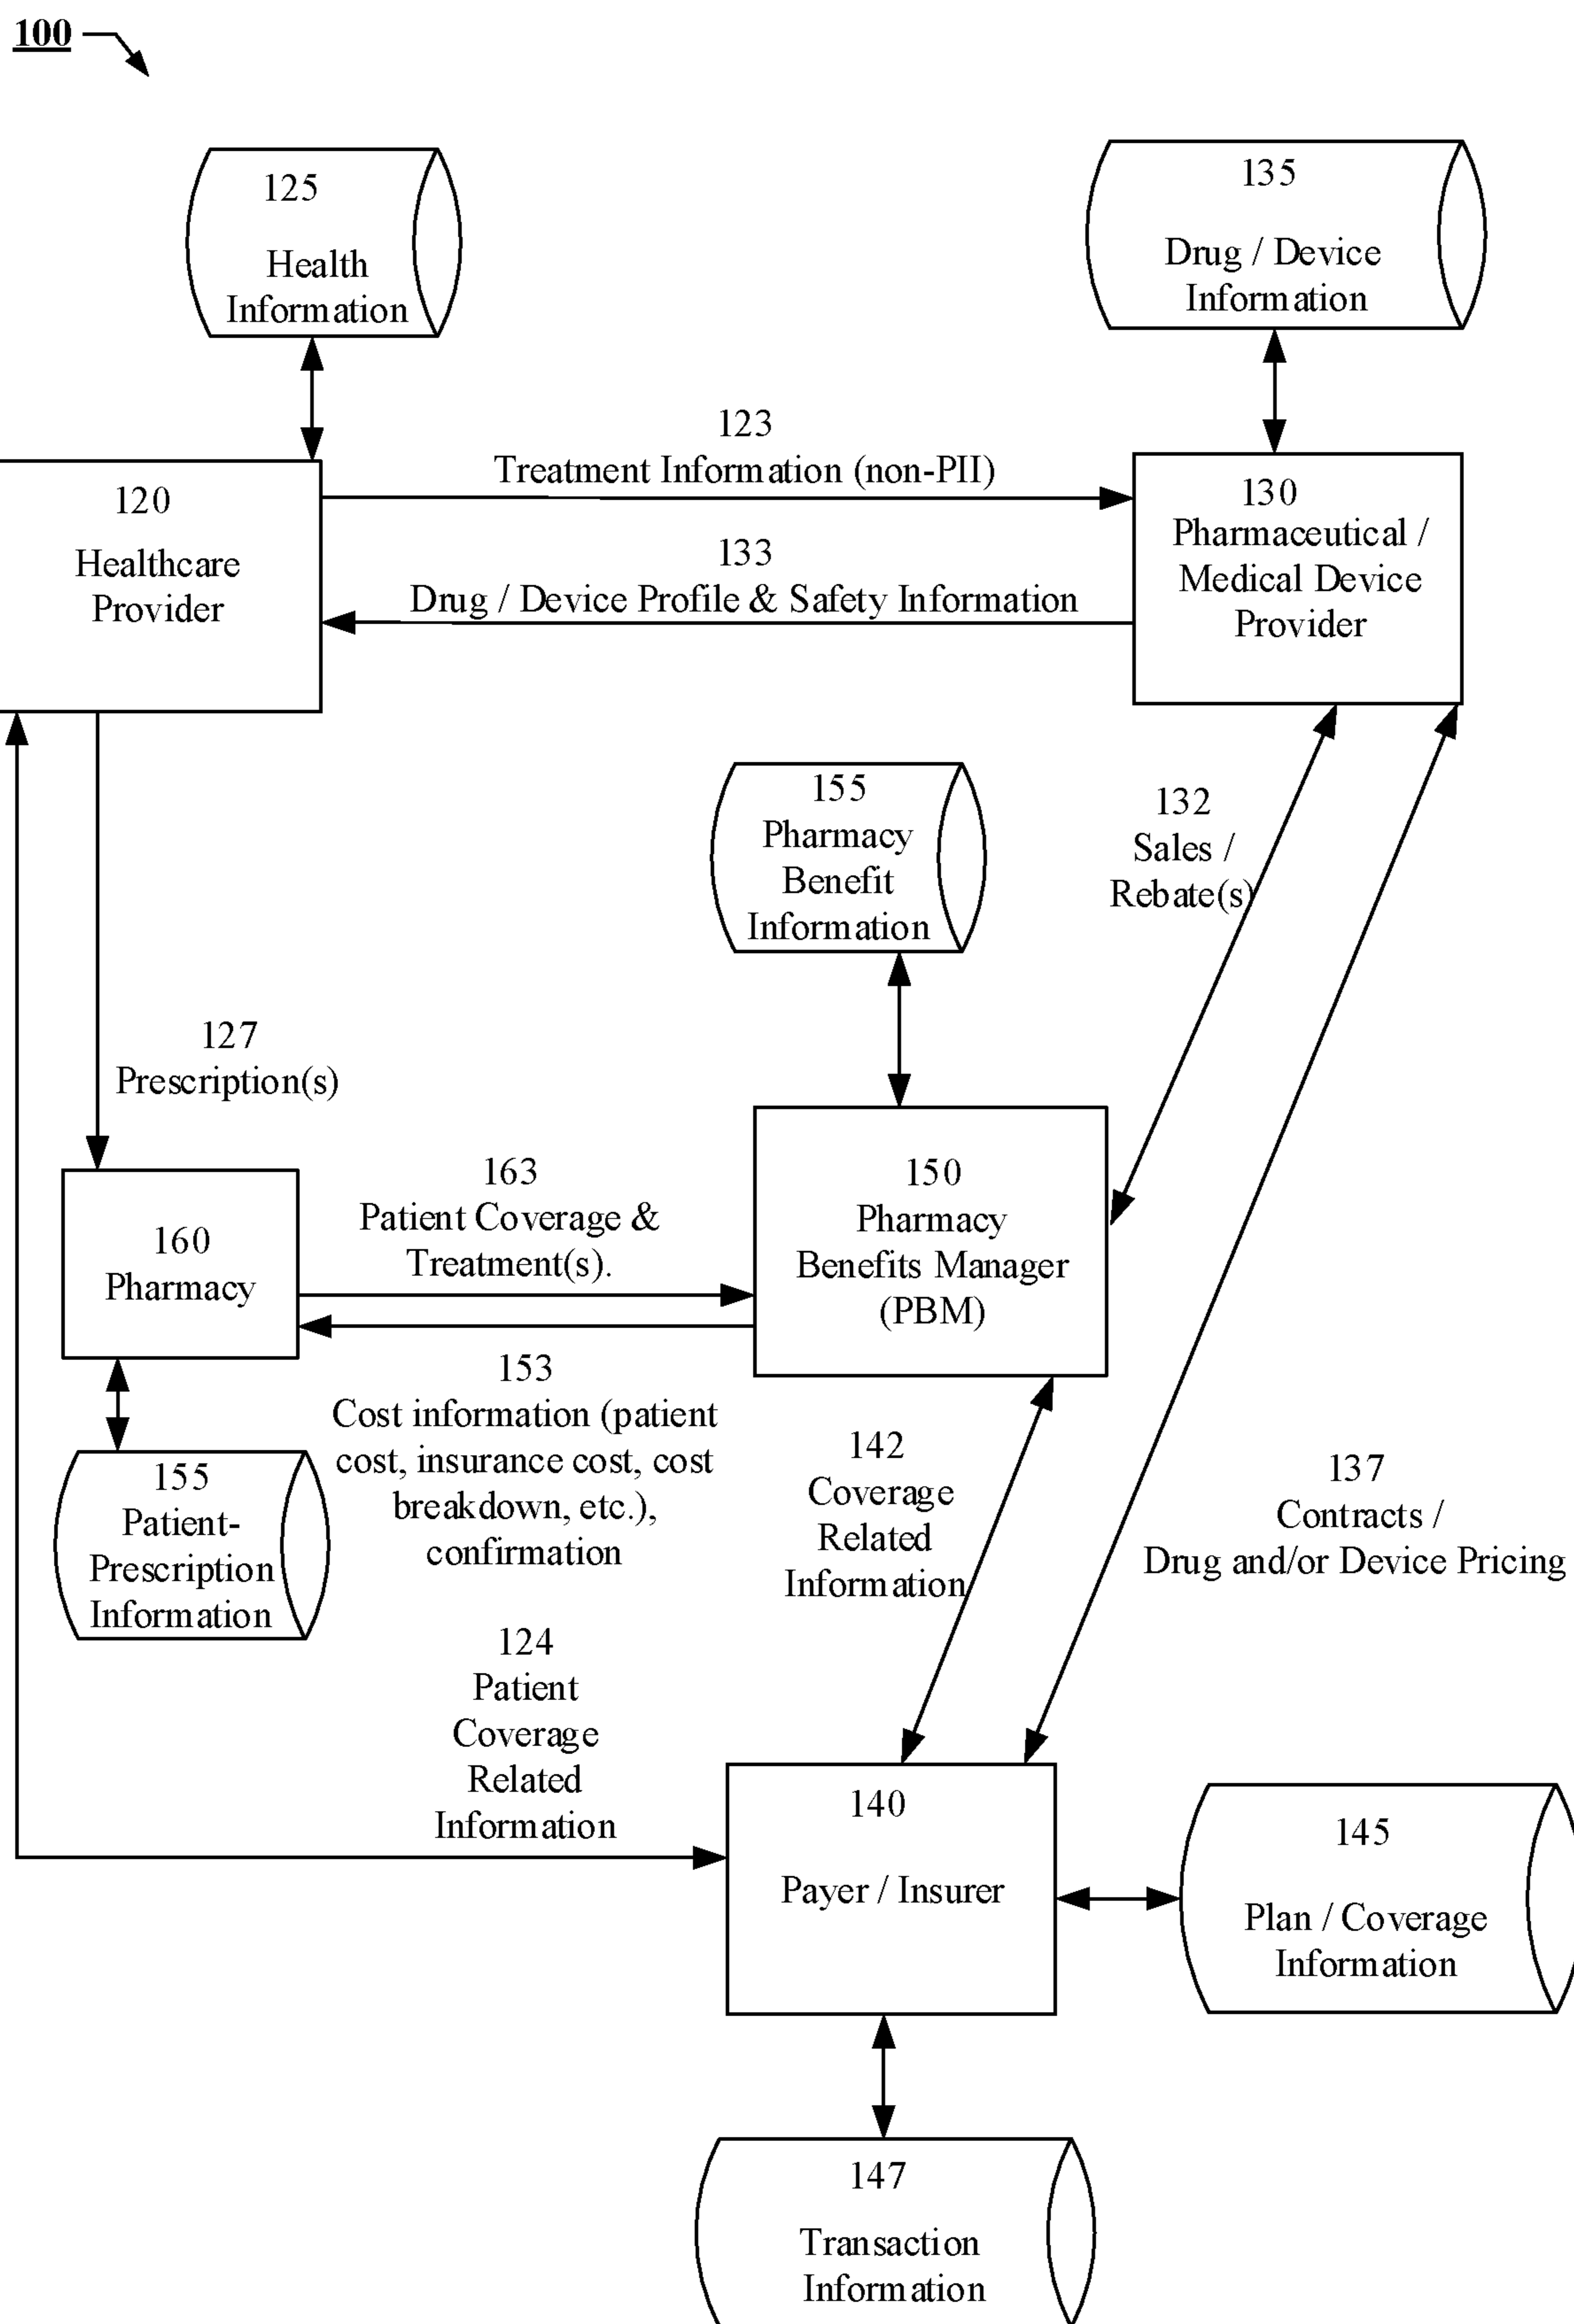 100
125
Health
Information
135
Drug / Device
Information
123
Treatment Information (non-PII)
133
Drug / Device Profile & Safety Information
120
Healthcare
Provider
130
Pharmaceutical /
Medical Device
Provider
155
Pharmacy
Benefit
Information
132
Sales /
Rebate(s)
127
Prescription(s)
160
Pharmacy
163
Patient Coverage &
Treatment(s).
150
Pharmacy
Benefits Manager
(PBM)
153
Cost information (patient
cost, insurance cost, cost
breakdown, etc.),
confirmation
155
Patient-
Prescription
Information
142
Coverage
Related
Information
137
Contracts /
Drug and/or Device Pricing
124
Patient
Coverage
Related
Information
140
Payer / Insurer
145
Plan / Coverage
Information
147
Transaction
Information